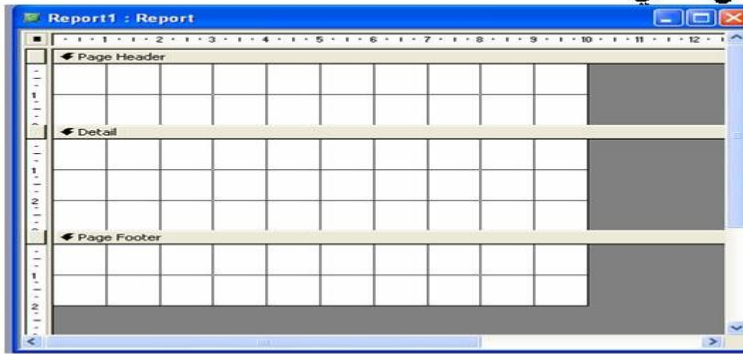 Report1 : Report
1 2 3 4 5 6 7 8 9 10 11 12
Page Header
1
Detail
1
2
Page Footer
1
2